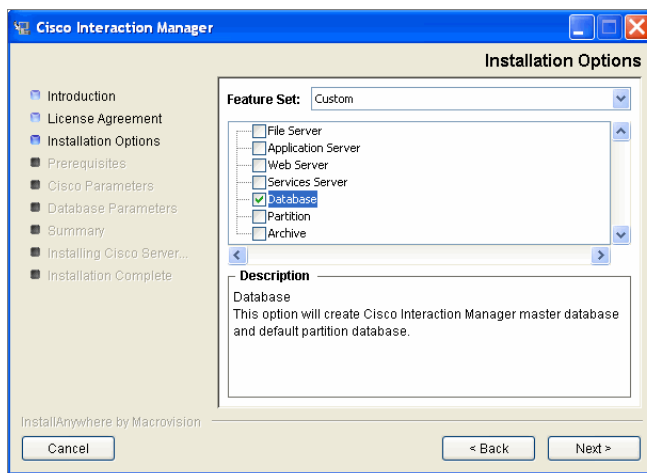 Cisco Interaction Manager
Installation Options
Introduction
License Agreement
Installation Options
Prerequisites
Cisco Parameters
Database Parameters
Summary
Installing Cisco Server...
Installation Complete
Feature Set: Custom
File Server
Application Server
Web Server
Services Server
Database
Partition
Archive
Description
Database
This option will create Cisco Interaction Manager master database
and default partition database.
InstallAnywhere by Macrovision
Cancel
< Back
Next >